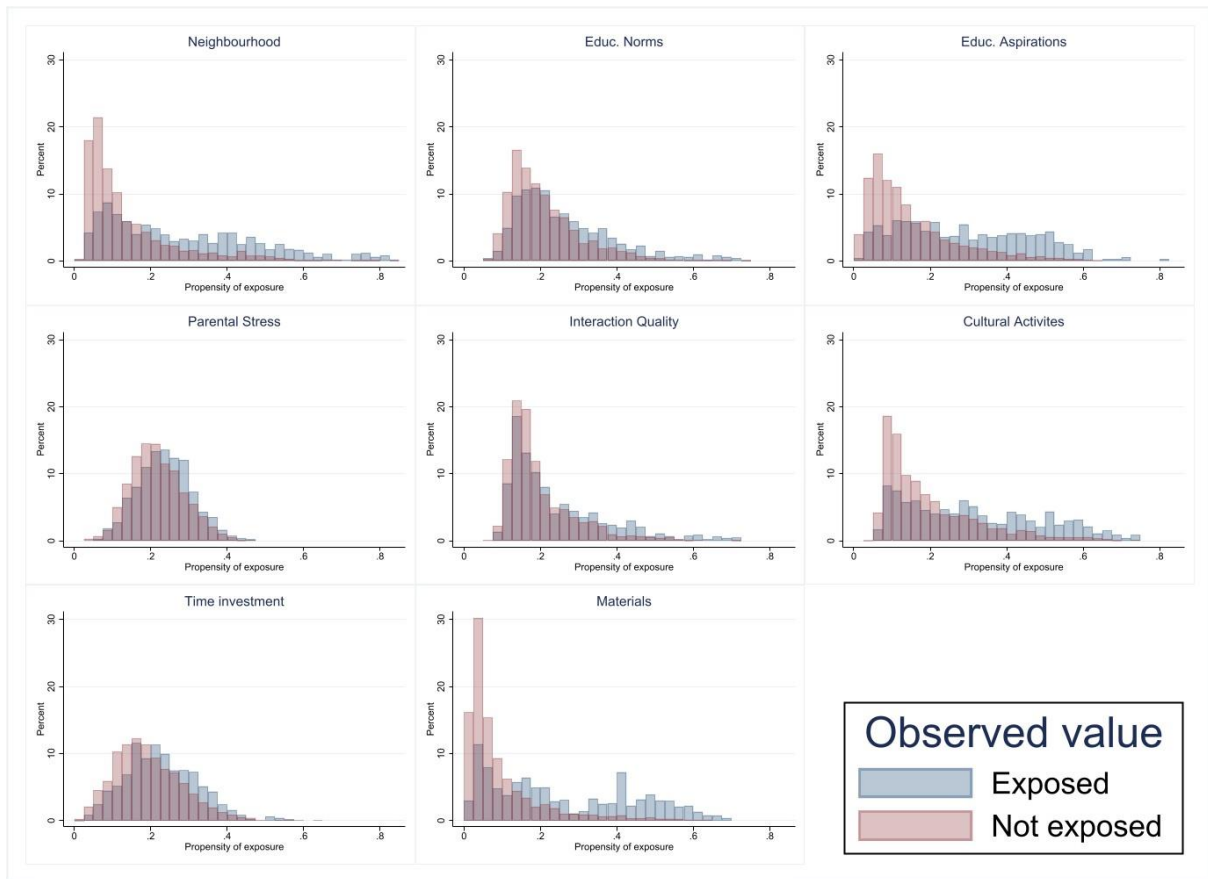 Neighbourhood
Percent
30
20
10
0
0 .2 .4 .6 .8
Propensity of exposure
Educ. Norms
Percent
30
20
10
0
0 .2 .4 .6 .8
Propensity of exposure
Educ. Aspirations
Percent
30
20
10
0
0 .2 .4 .6 .8
Propensity of exposure
Parental Stress
Percent
30
20
10
0
0 .2 .4 .6 .8
Propensity of exposure
Interaction Quality
Percent
30
20
10
0
0 .2 .4 .6 .8
Propensity of exposure
Cultural Activites
Percent
30
20
10
0
0 .2 .4 .6 .8
Propensity of exposure
Time investment
Percent
30
20
10
0
0 .2 .4 .6 .8
Propensity of exposure
Materials
Percent
30
20
10
0
0 .2 .4 .6 .8
Propensity of exposure
Observed value
Exposed
Not exposed